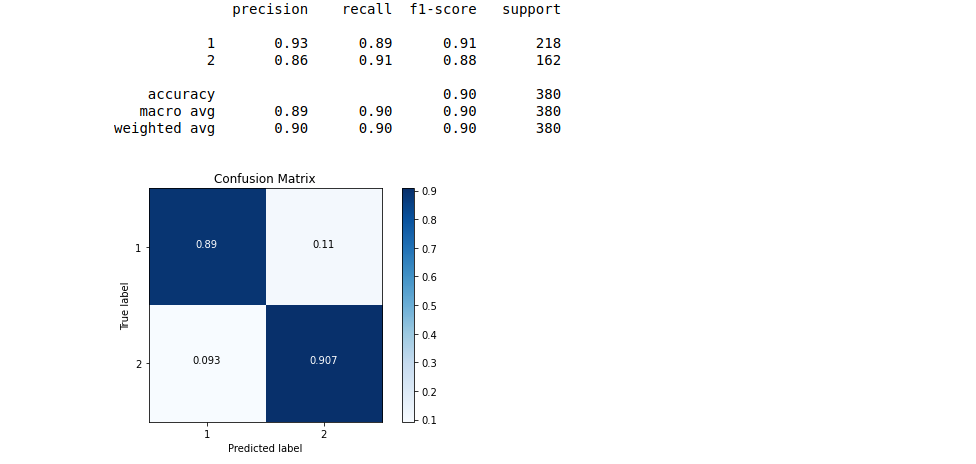 precision recall f1-score support
1 0.93 0.89 0.91 218
2 0.86 0.91 0.88 162
accuracy 0.90 380
macro avg 0.89 0.90 0.90 380
weighted avg 0.90 0.90 0.90 380
Confusion Matrix
True label
1 0.89 0.11
2 0.093 0.907
1 2
Predicted label
0.9
0.8
0.7
0.6
0.5
0.4
0.3
0.2
0.1